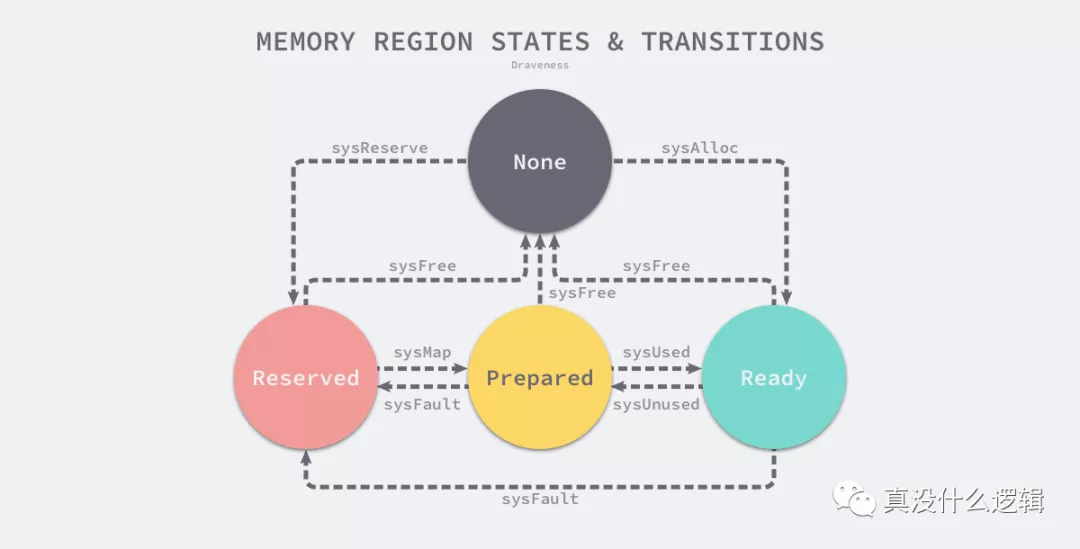 MEMORY REGION STATES & TRANSITIONS
Draveness
sysReserve
None
sysAlloc
sysFree
sysFree
sysFree
Reserved
sysMap
sysFault
Prepared
sysUsed
sysUnused
Ready
sysFault
真没什么逻辑